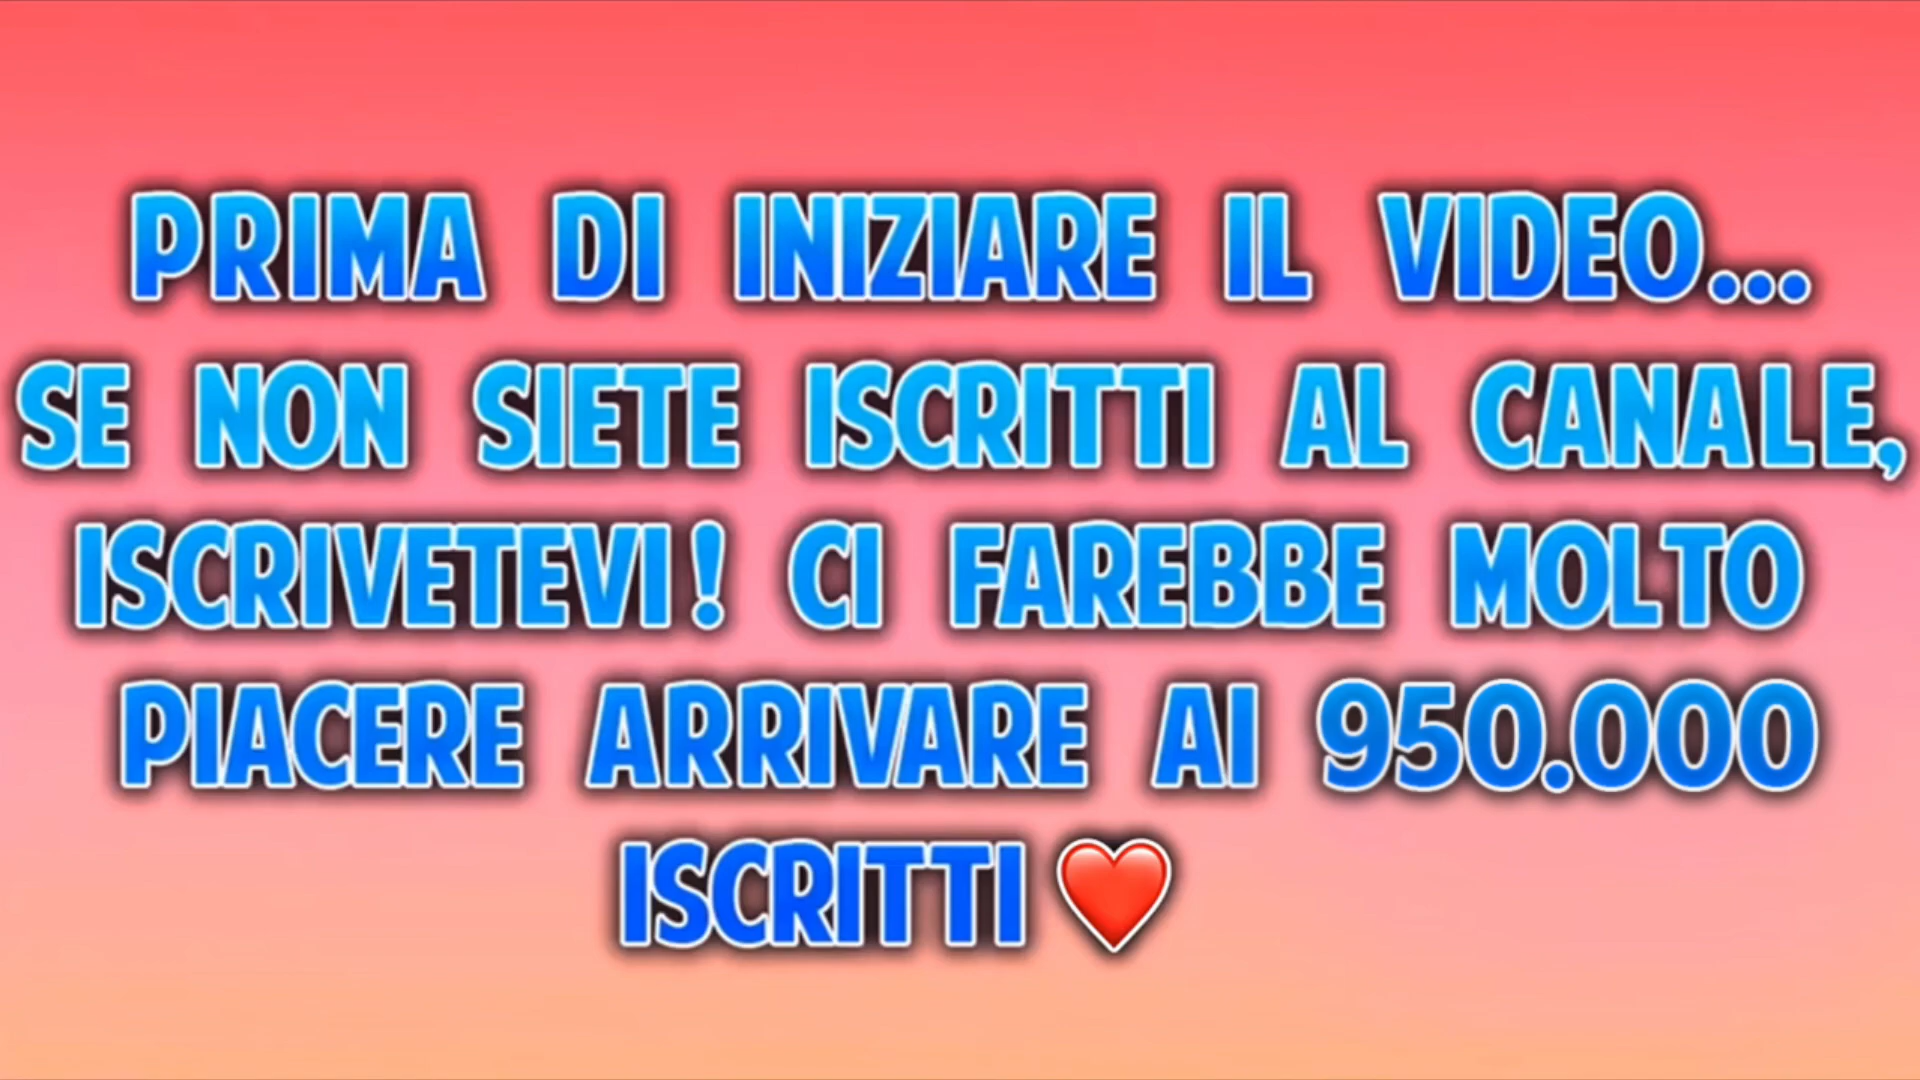 PRIMA DI INIZIARE IL VIDEO...
SE NON SIETE ISCRITTI AL CANALE,
ISCRIVETEVI! CI FAREBBE MOLTO
PIACERE ARRIVARE AI 950.000
ISCRITTI ❤️